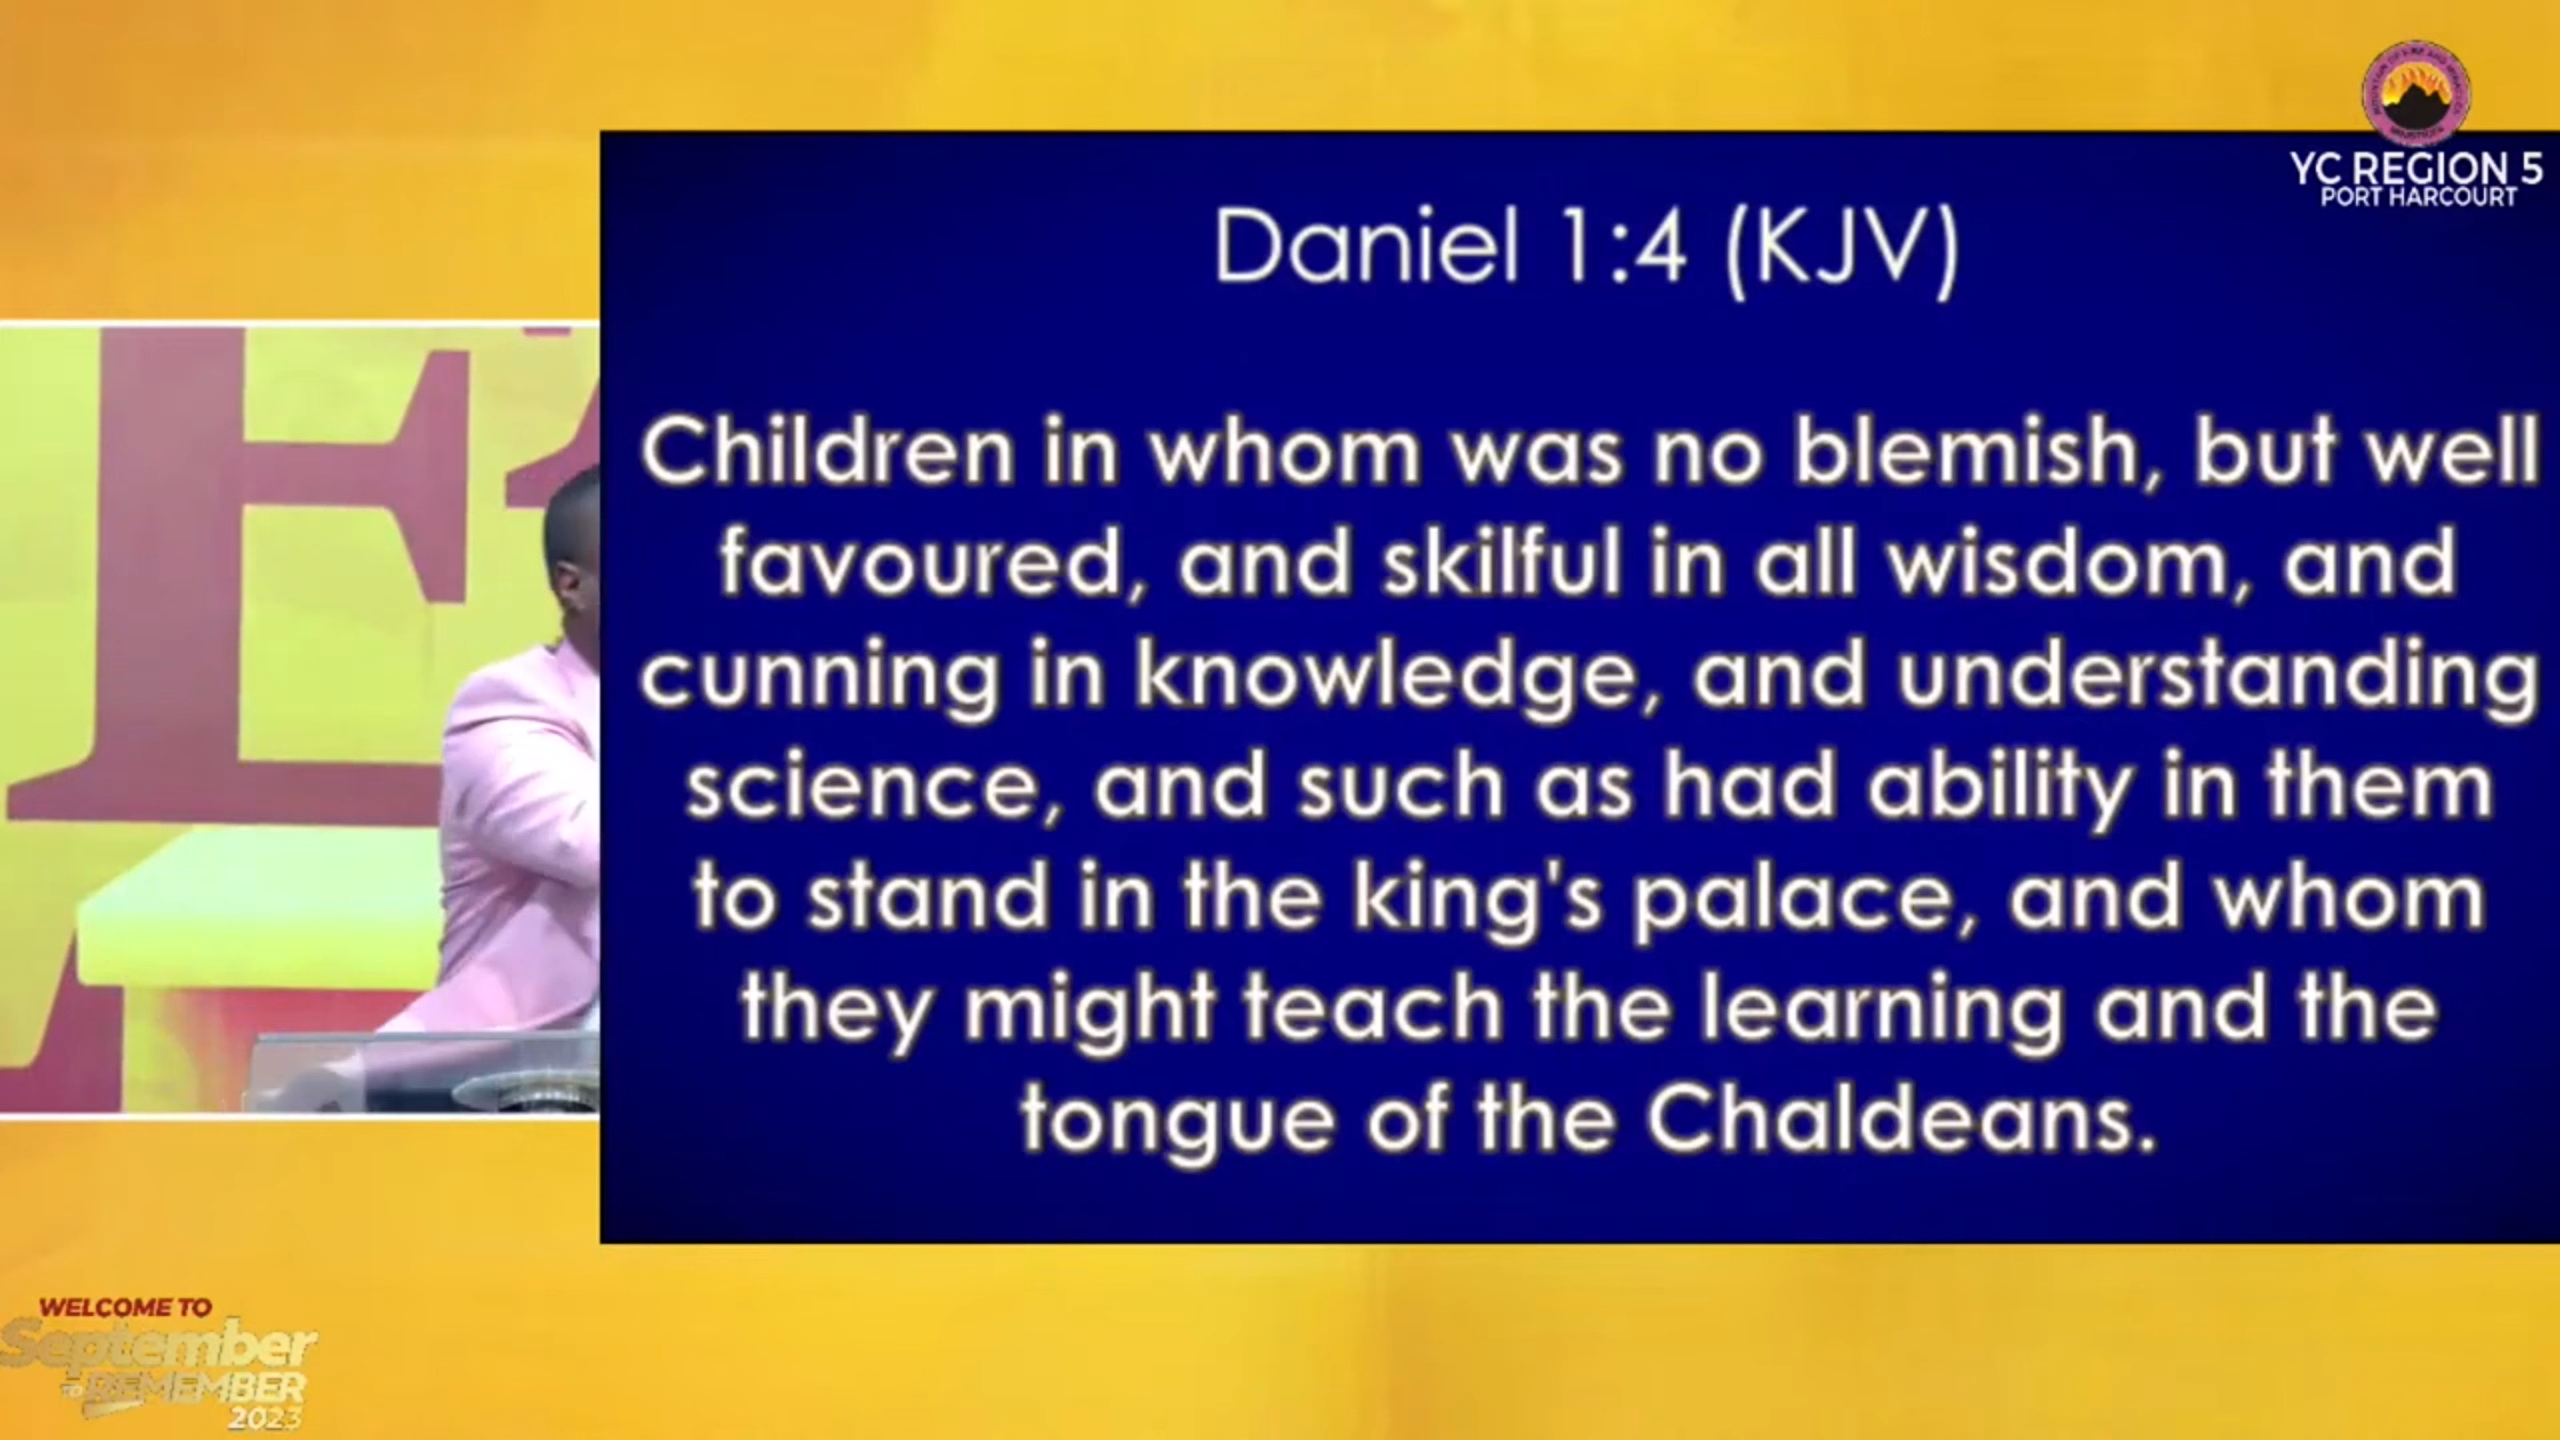 YC REGION 5
PORT HARCOURT
Daniel 1:4 (KJV)
Children in whom was no blemish, but well
favoured, and skilful in all wisdom, and
cunning in knowledge, and understanding
science, and such as had ability in them
to stand in the king's palace, and whom
they might teach the learning and the
tongue of the Chaldeans.
WELCOME TO
September
TO REMEMBER
2023